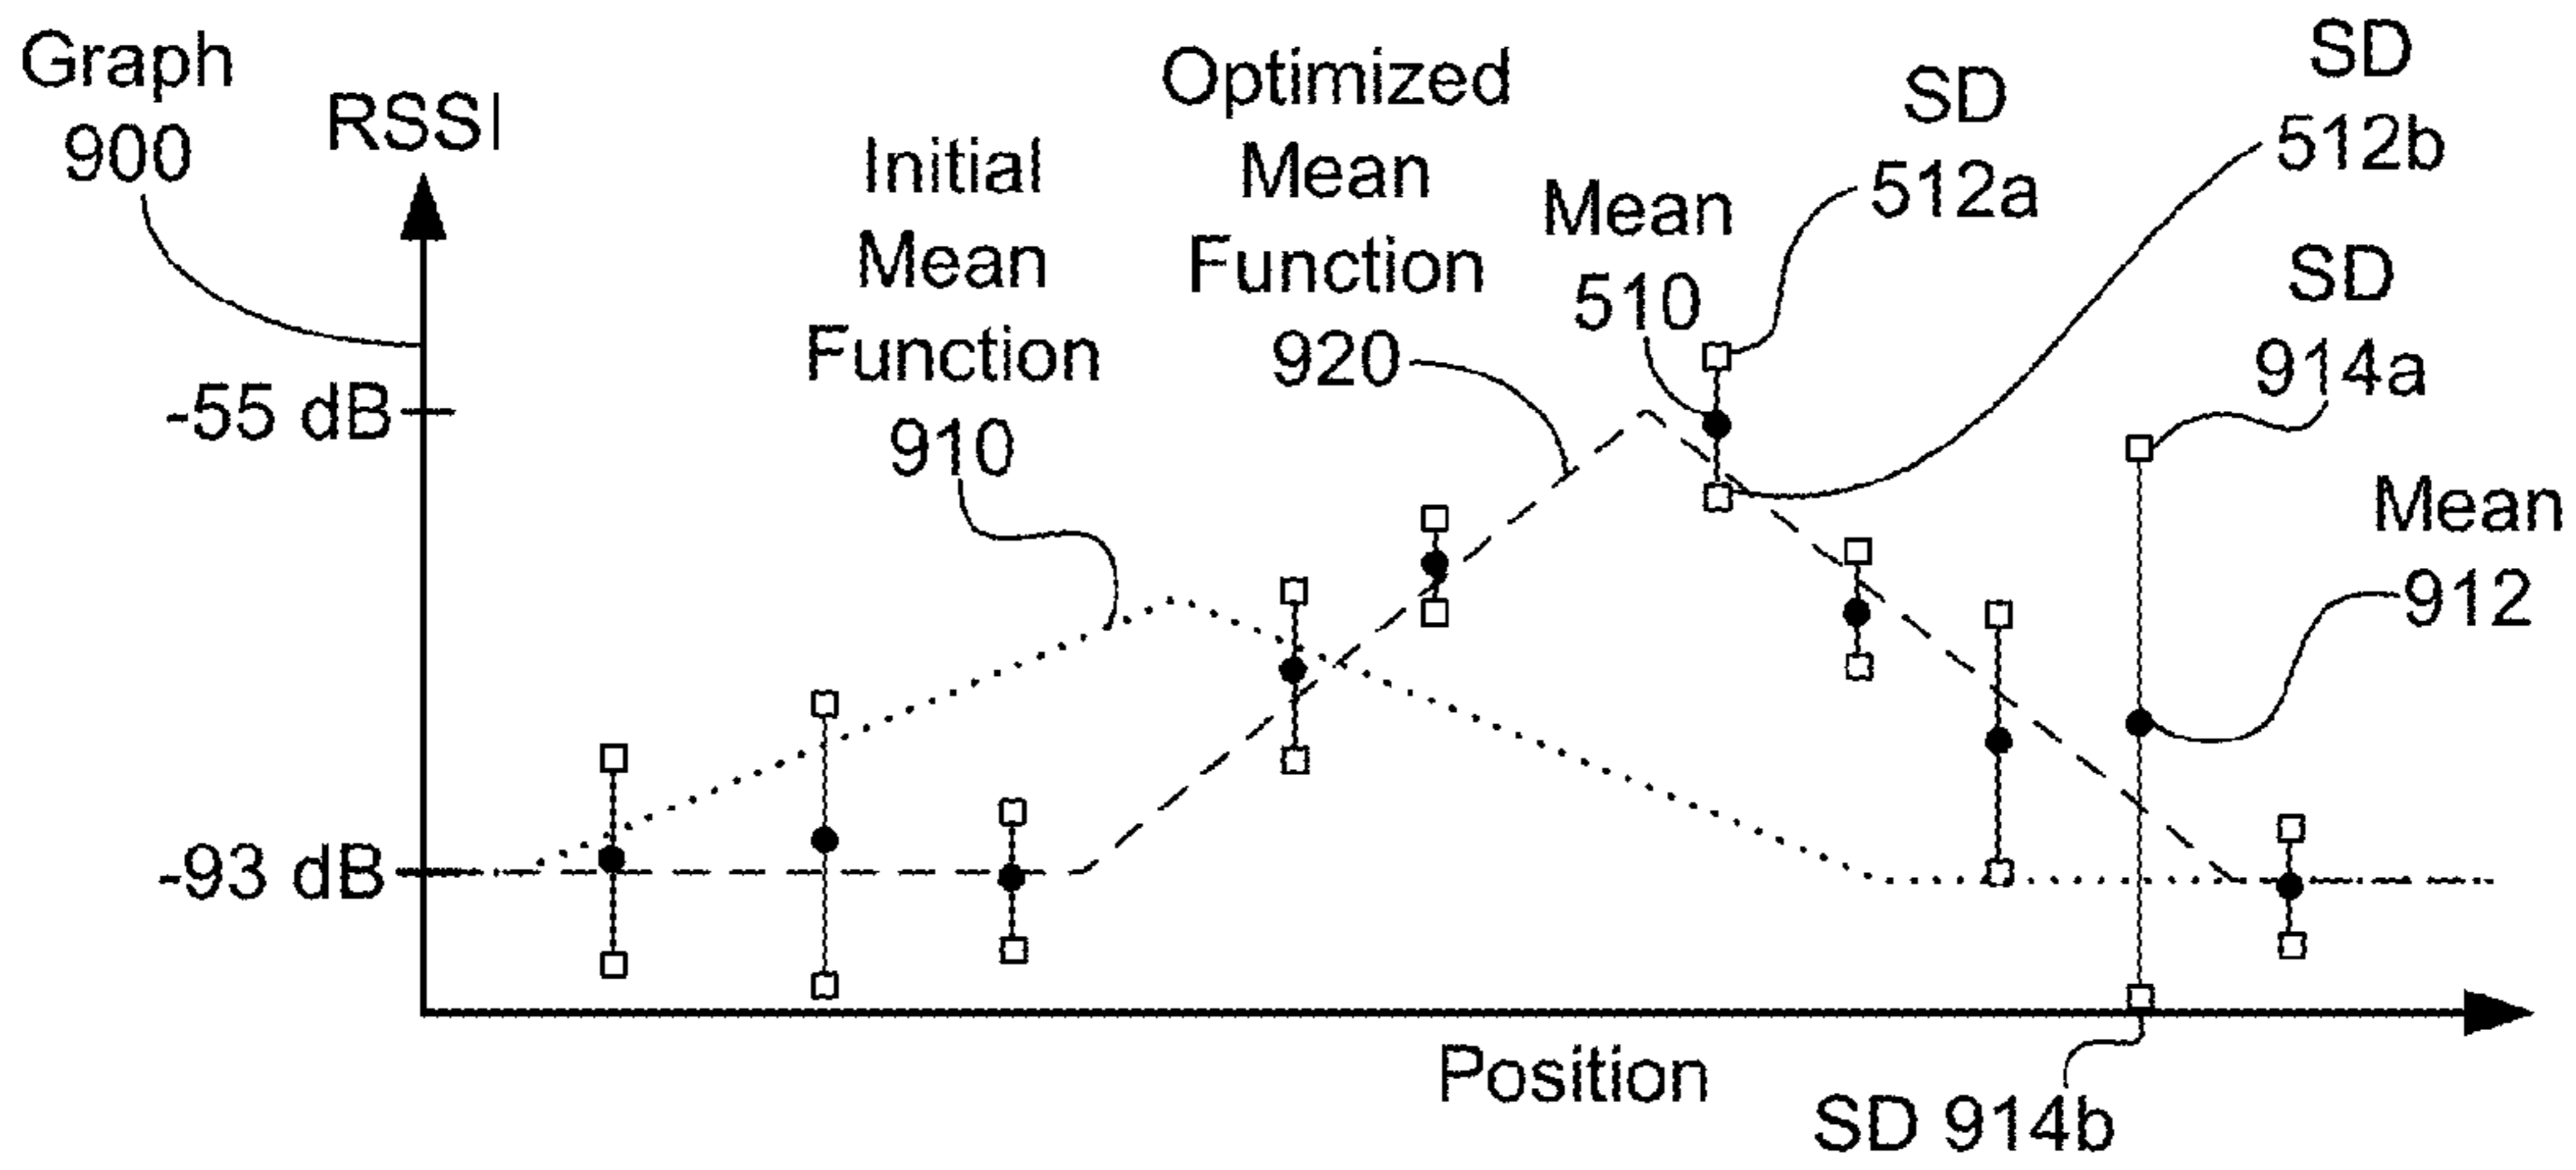 Graph
900
RSSI
Initial
Mean
Function
910
Optimized
Mean
Function
920
Mean
510
SD
512a
SD
512b
SD
914a
Mean
912
-55 dB
-93 dB
Position
SD 914b